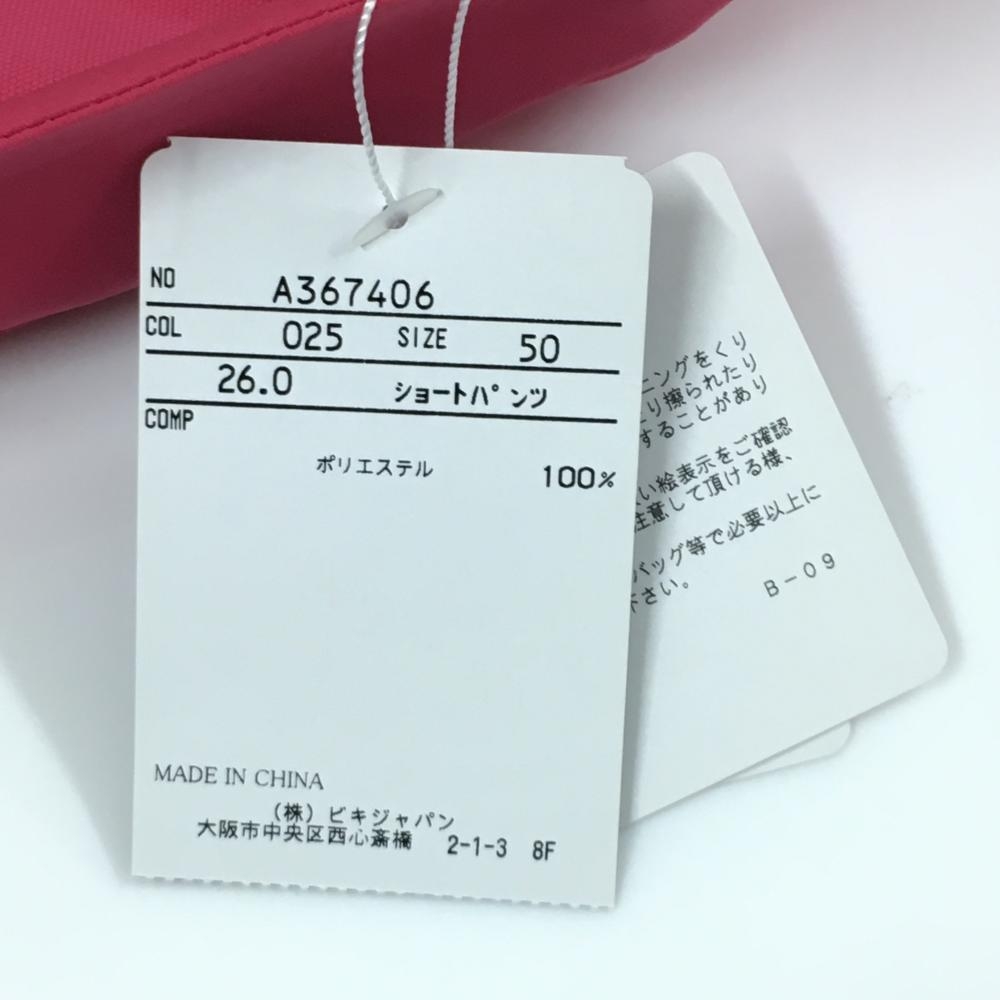 NO A367406
COL 025 SIZE 50
26.0 ショートパンツ
COMP
ポリエステル 100%
MADE IN CHINA
(株) ビキジャパン
大阪市中央区西心斎橋 2-1-3 8F
ニングをくり
り擦られたり
することがあり
い絵表示をご確認
注意して頂ける様、
バッグ等で必要以上に
下さい。
B-09